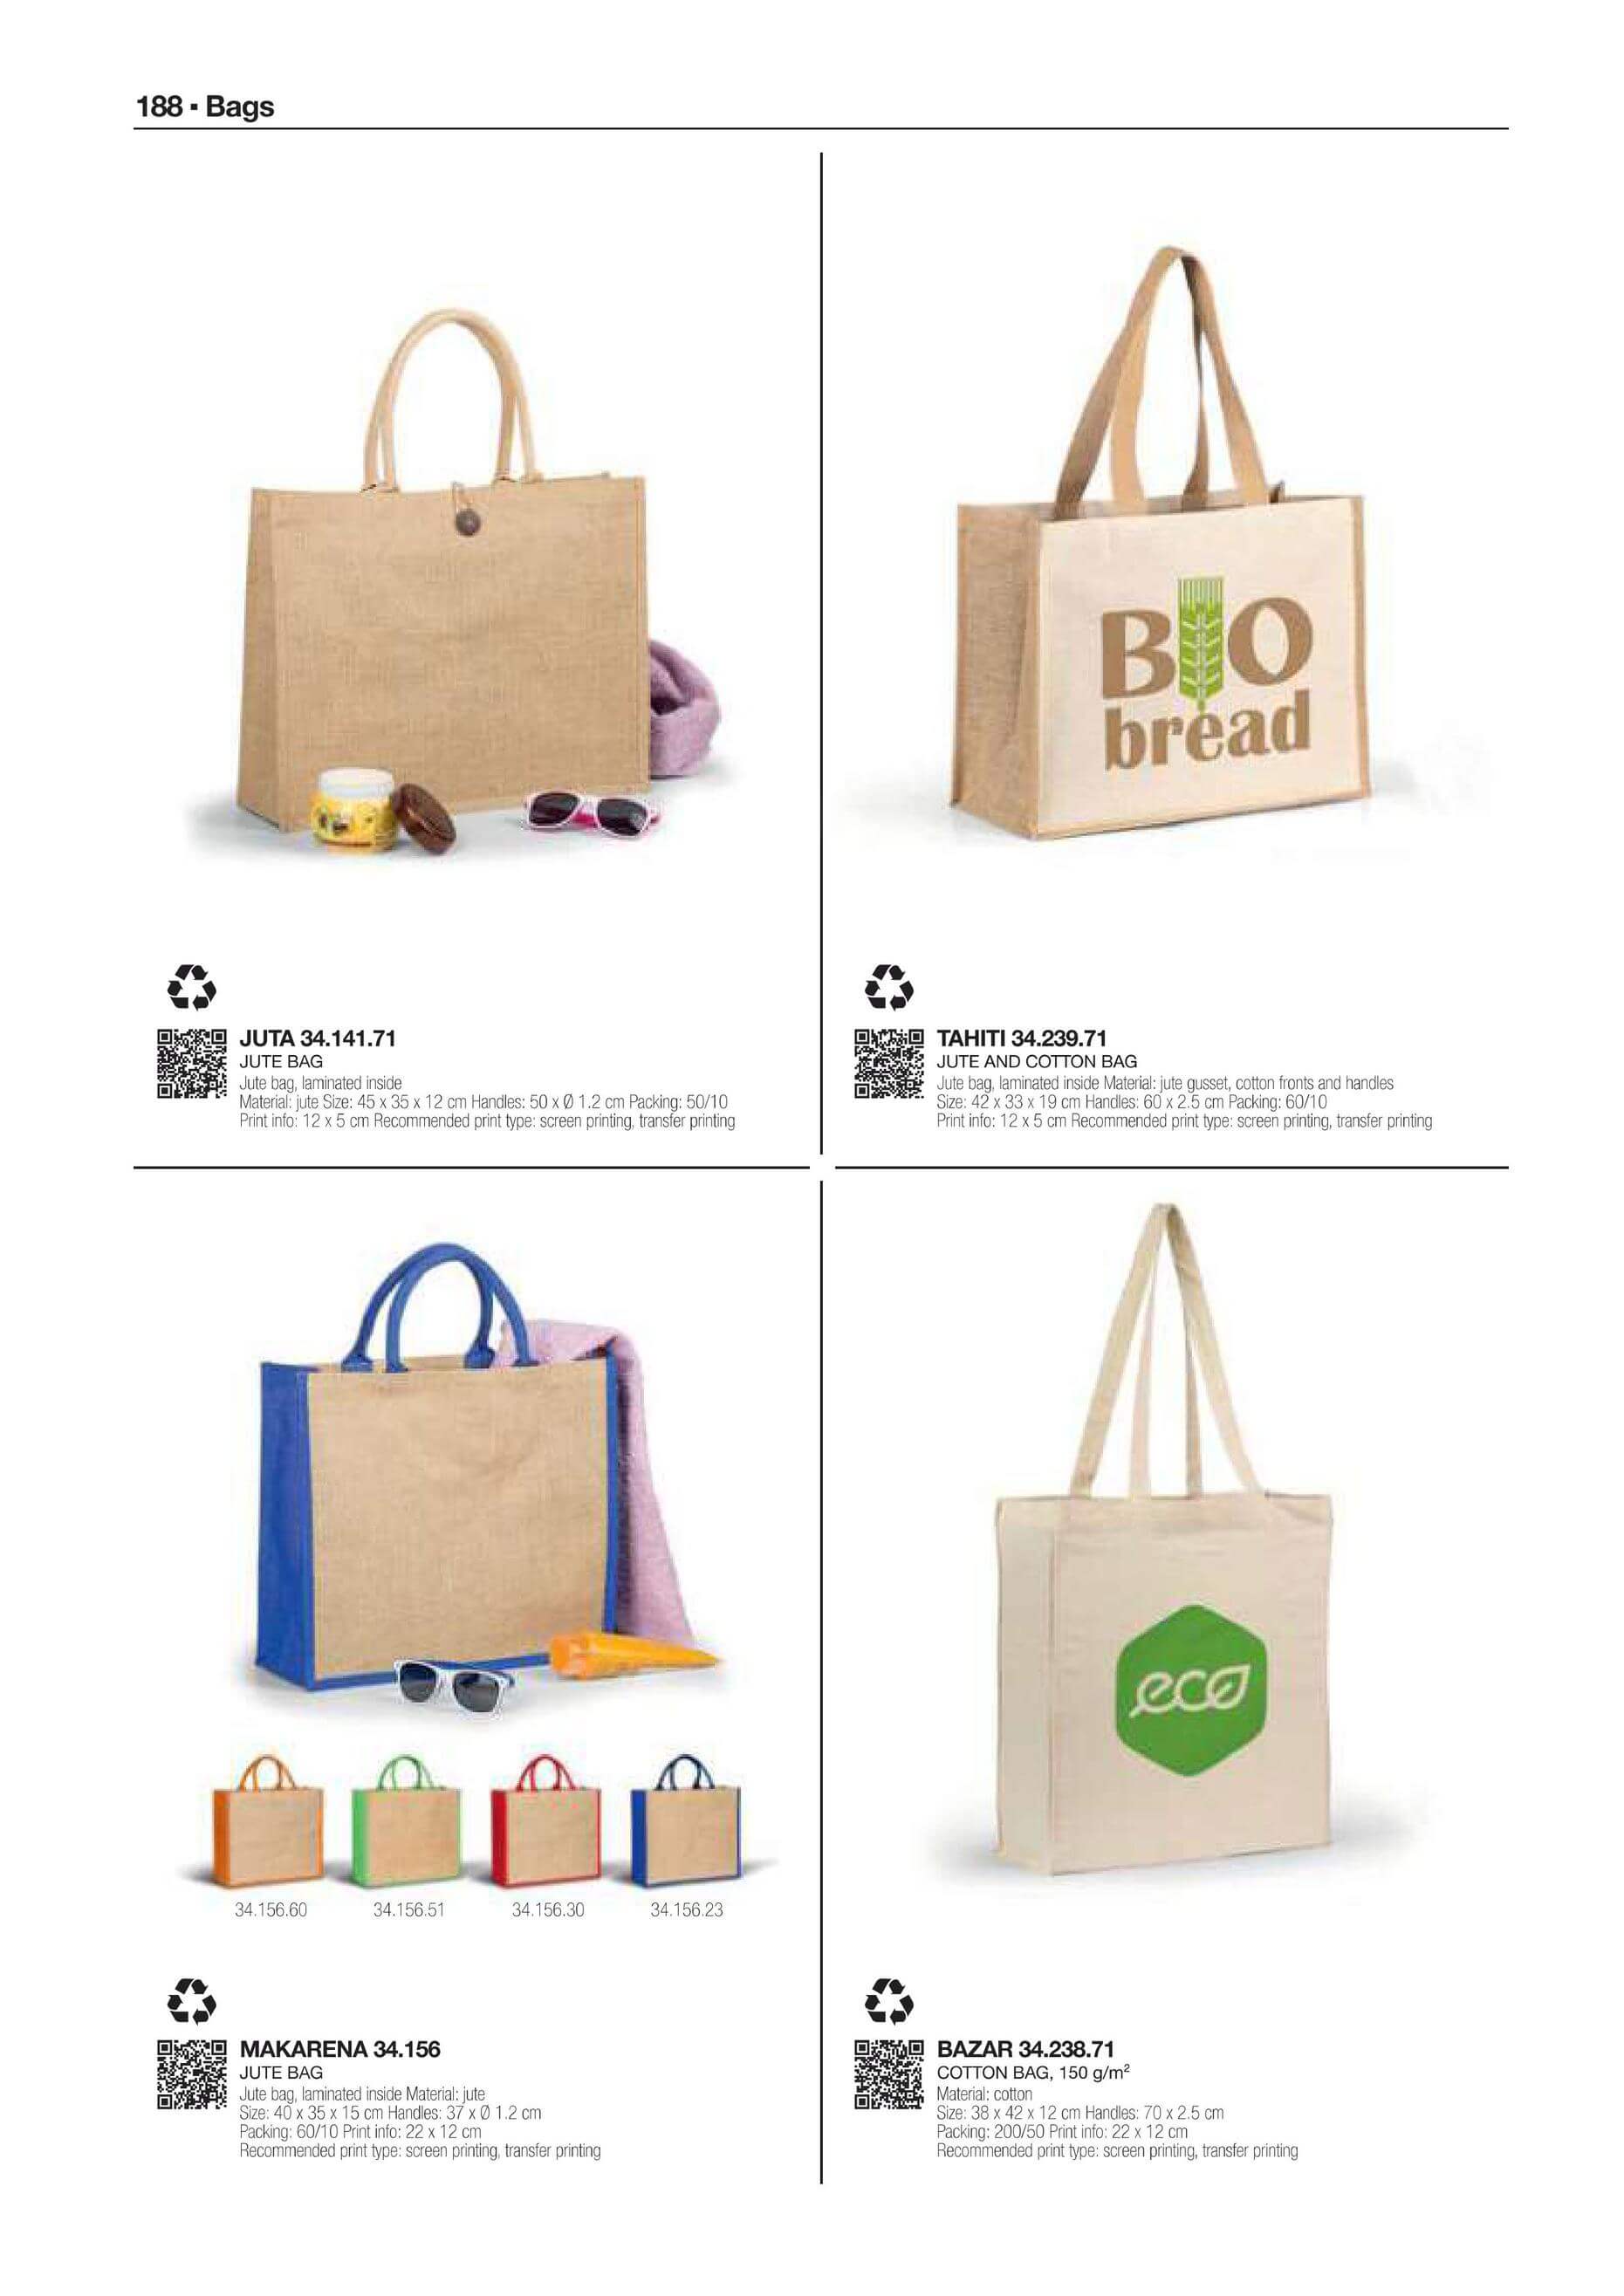 188 ▪ Bags
BIO
bread
JUTA 34.141.71
JUTE BAG
Jute bag, laminated inside
Material: jute Size: 45 x 35 x 12 cm Handles: 50 x Ø 1.2 cm Packing: 50/10
Print info: 12 x 5 cm Recommended print type: screen printing, transfer printing
TAHITI 34.239.71
JUTE AND COTTON BAG
Jute bag, laminated inside Material: jute gusset, cotton fronts and handles
Size: 42 x 33 x 19 cm Handles: 60 x 2.5 cm Packing: 60/10
Print info: 12 x 5 cm Recommended print type: screen printing, transfer printing
34.156.60
34.156.51
34.156.30
34.156.23
MAKARENA 34.156
JUTE BAG
Jute bag, laminated inside Material: jute
Size: 40 x 35 x 15 cm Handles: 37 x Ø 1.2 cm
Packing: 60/10 Print info: 22 x 12 cm
Recommended print type: screen printing, transfer printing
eco
BAZAR 34.238.71
COTTON BAG, 150 g/m²
Material: cotton
Size: 38 x 42 x 12 cm Handles: 70 x 2.5 cm
Packing: 200/50 Print info: 22 x 12 cm
Recommended print type: screen printing, transfer printing